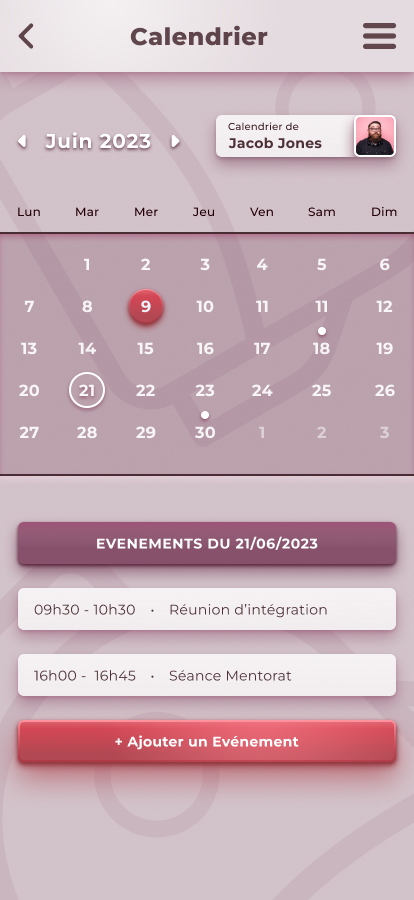 Calendrier
Juin 2023
Calendrier de
Jacob Jones
Lun Mar Mer Jeu Ven Sam Dim
1 2 3 4 5 6
7 8 9 10 11 11 12
13 14 15 16 17 18 19
20 21 22 23 24 25 26
27 28 29 30 1 2 3
EVENEMENTS DU 21/06/2023
09h30 - 10h30 • Réunion d'intégration
16h00 - 16h45 • Séance Mentorat
+ Ajouter un Evénement